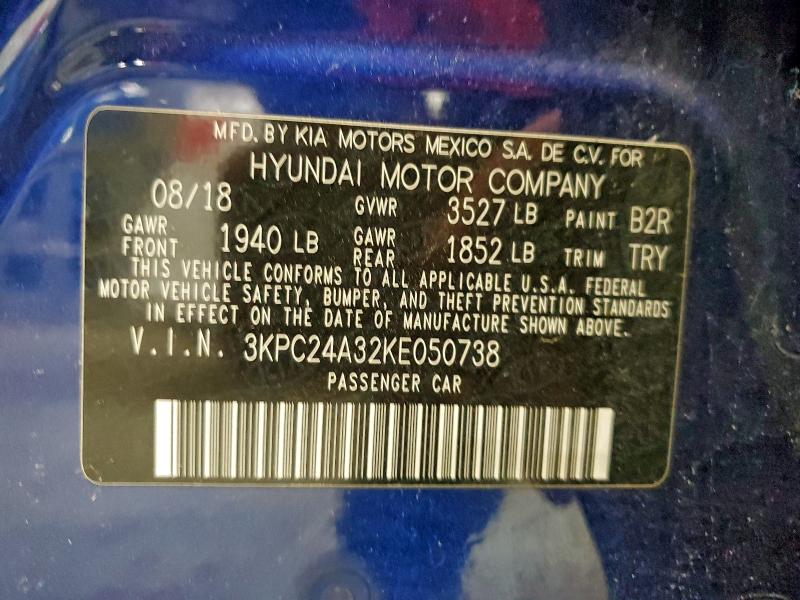 MFD. BY KIA MOTORS MEXICO S.A. DE C.V. FOR
HYUNDAI MOTOR COMPANY
08/18 GVWR 3527 LB PAINT B2R
GAWR FRONT 1940 LB GAWR REAR 1852 LB TRIM TRY
THIS VEHICLE CONFORMS TO ALL APPLICABLE U.S.A. FEDERAL
MOTOR VEHICLE SAFETY, BUMPER, AND THEFT PREVENTION STANDARDS
IN EFFECT ON THE DATE OF MANUFACTURE SHOWN ABOVE.
V.I.N. 3KPC24A32KE050738
PASSENGER CAR